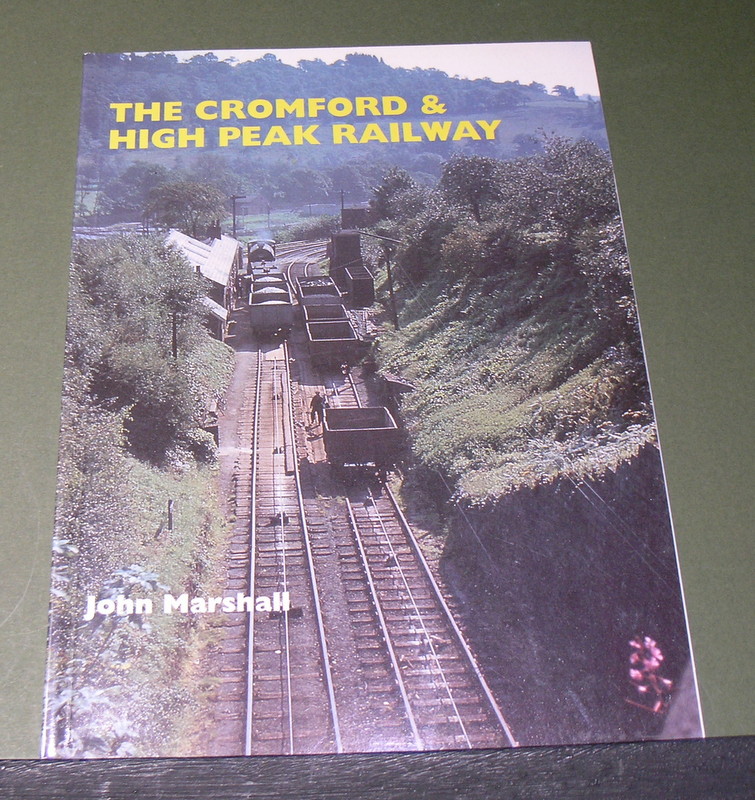 THE CROMFORD &
HIGH PEAK RAILWAY
John Marshall